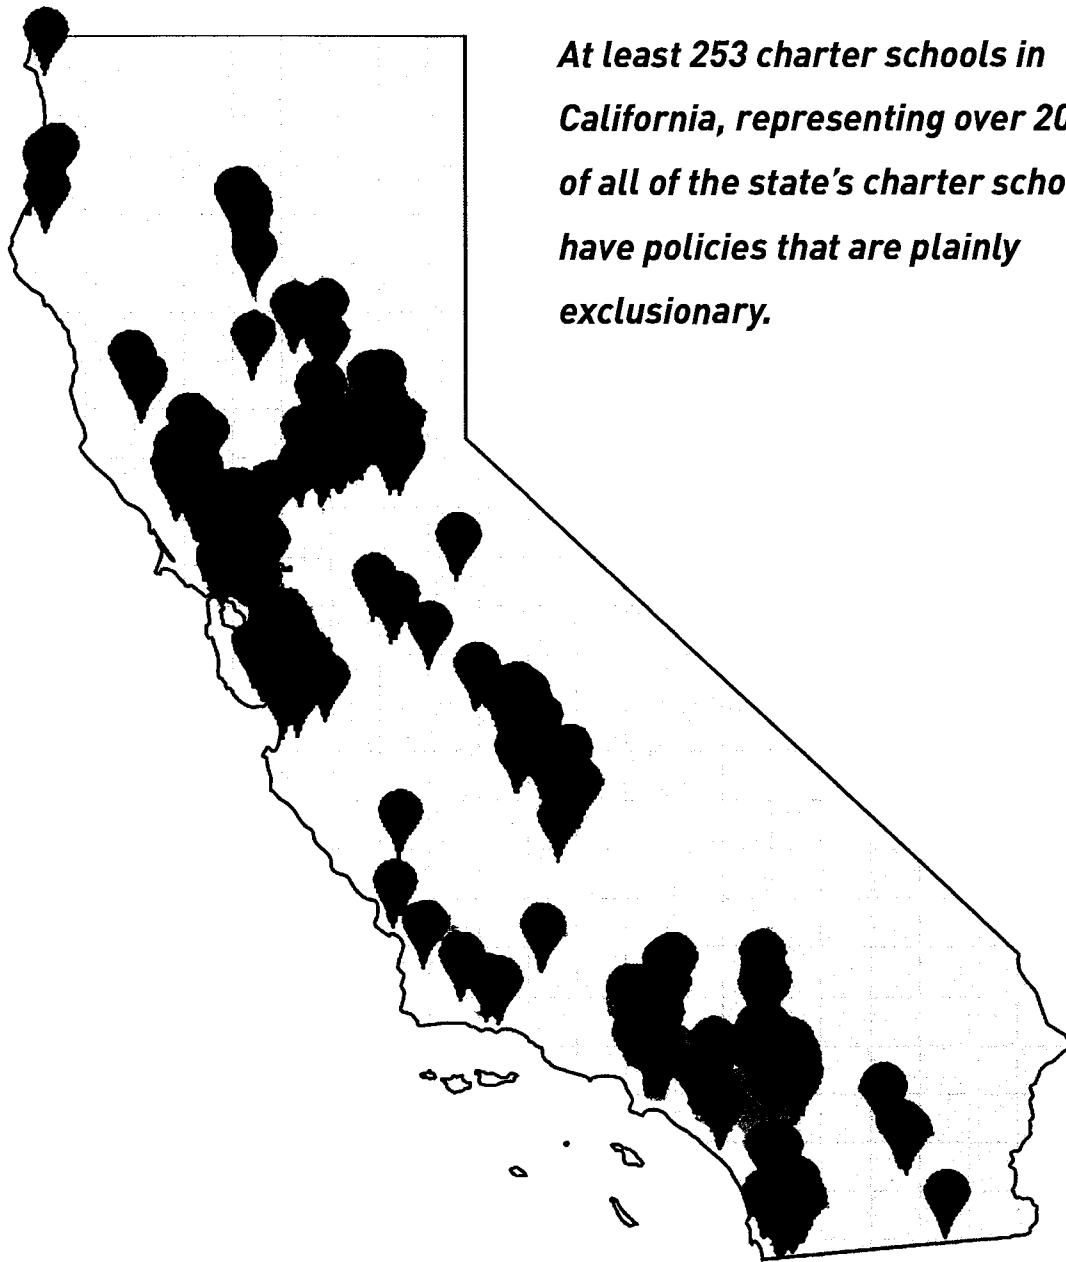 At least 253 charter schools in
California, representing over 20
of all of the state's charter scho
have policies that are plainly
exclusionary.